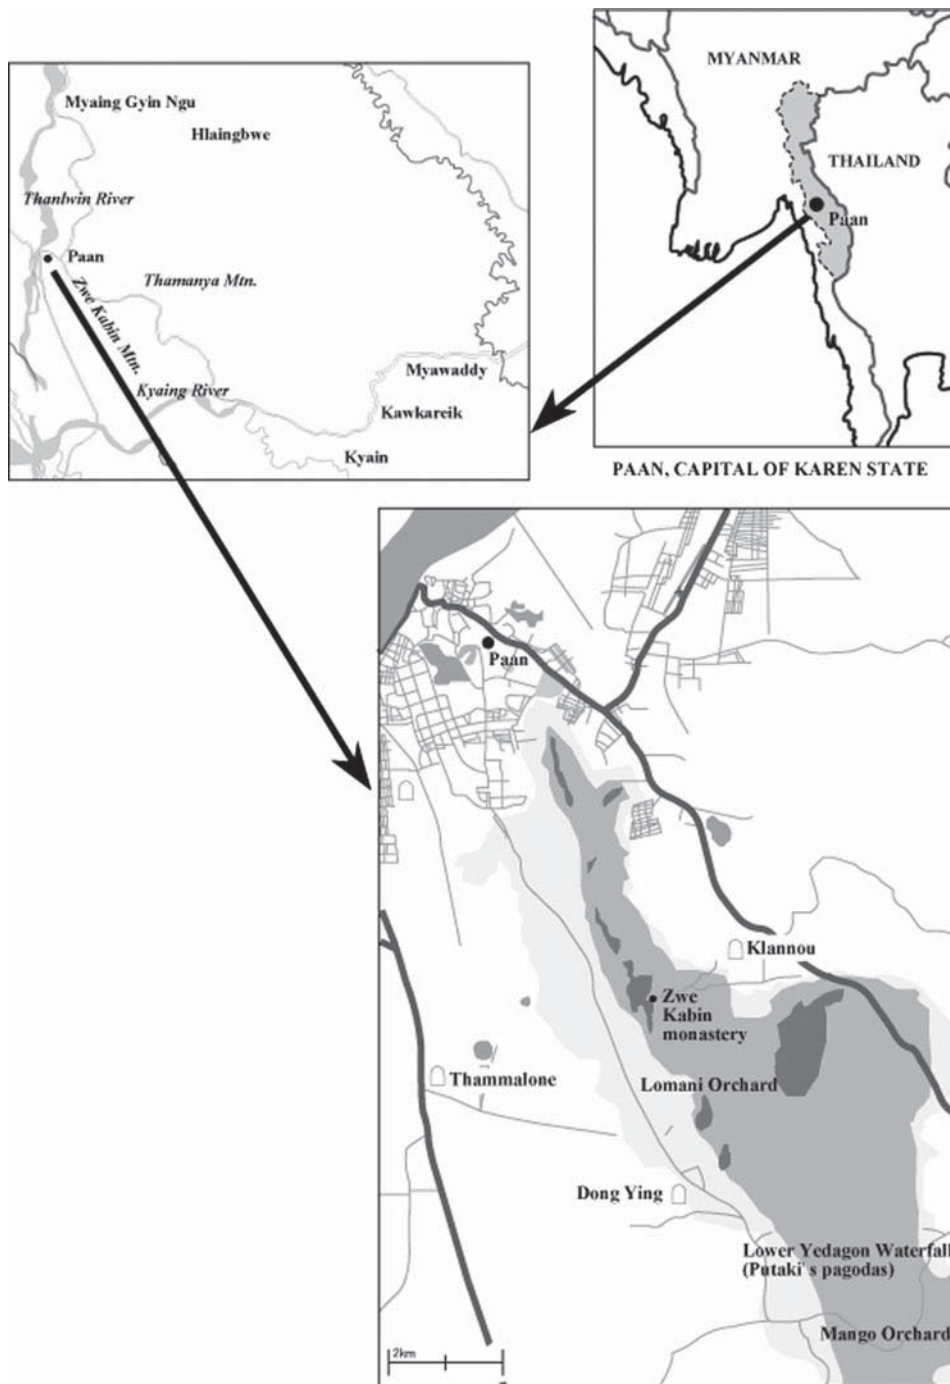 Myaing Gyin Ngu
Hlaingbwe
Thanlwin River
Paan
Thamanya Mtn.
Zwe Kabin Mtn.
Kyaing River
Myawaddy
Kawkareik
Kyain
MYANMAR
THAILAND
Paan
PAAN, CAPITAL OF KAREN STATE
Paan
Klannou
Zwe
Kabin
monastery
Thammalone
Lomani Orchard
Dong Ying
Lower Yedagon Waterfall
(Putaki's pagodas)
Mango Orchard
2km